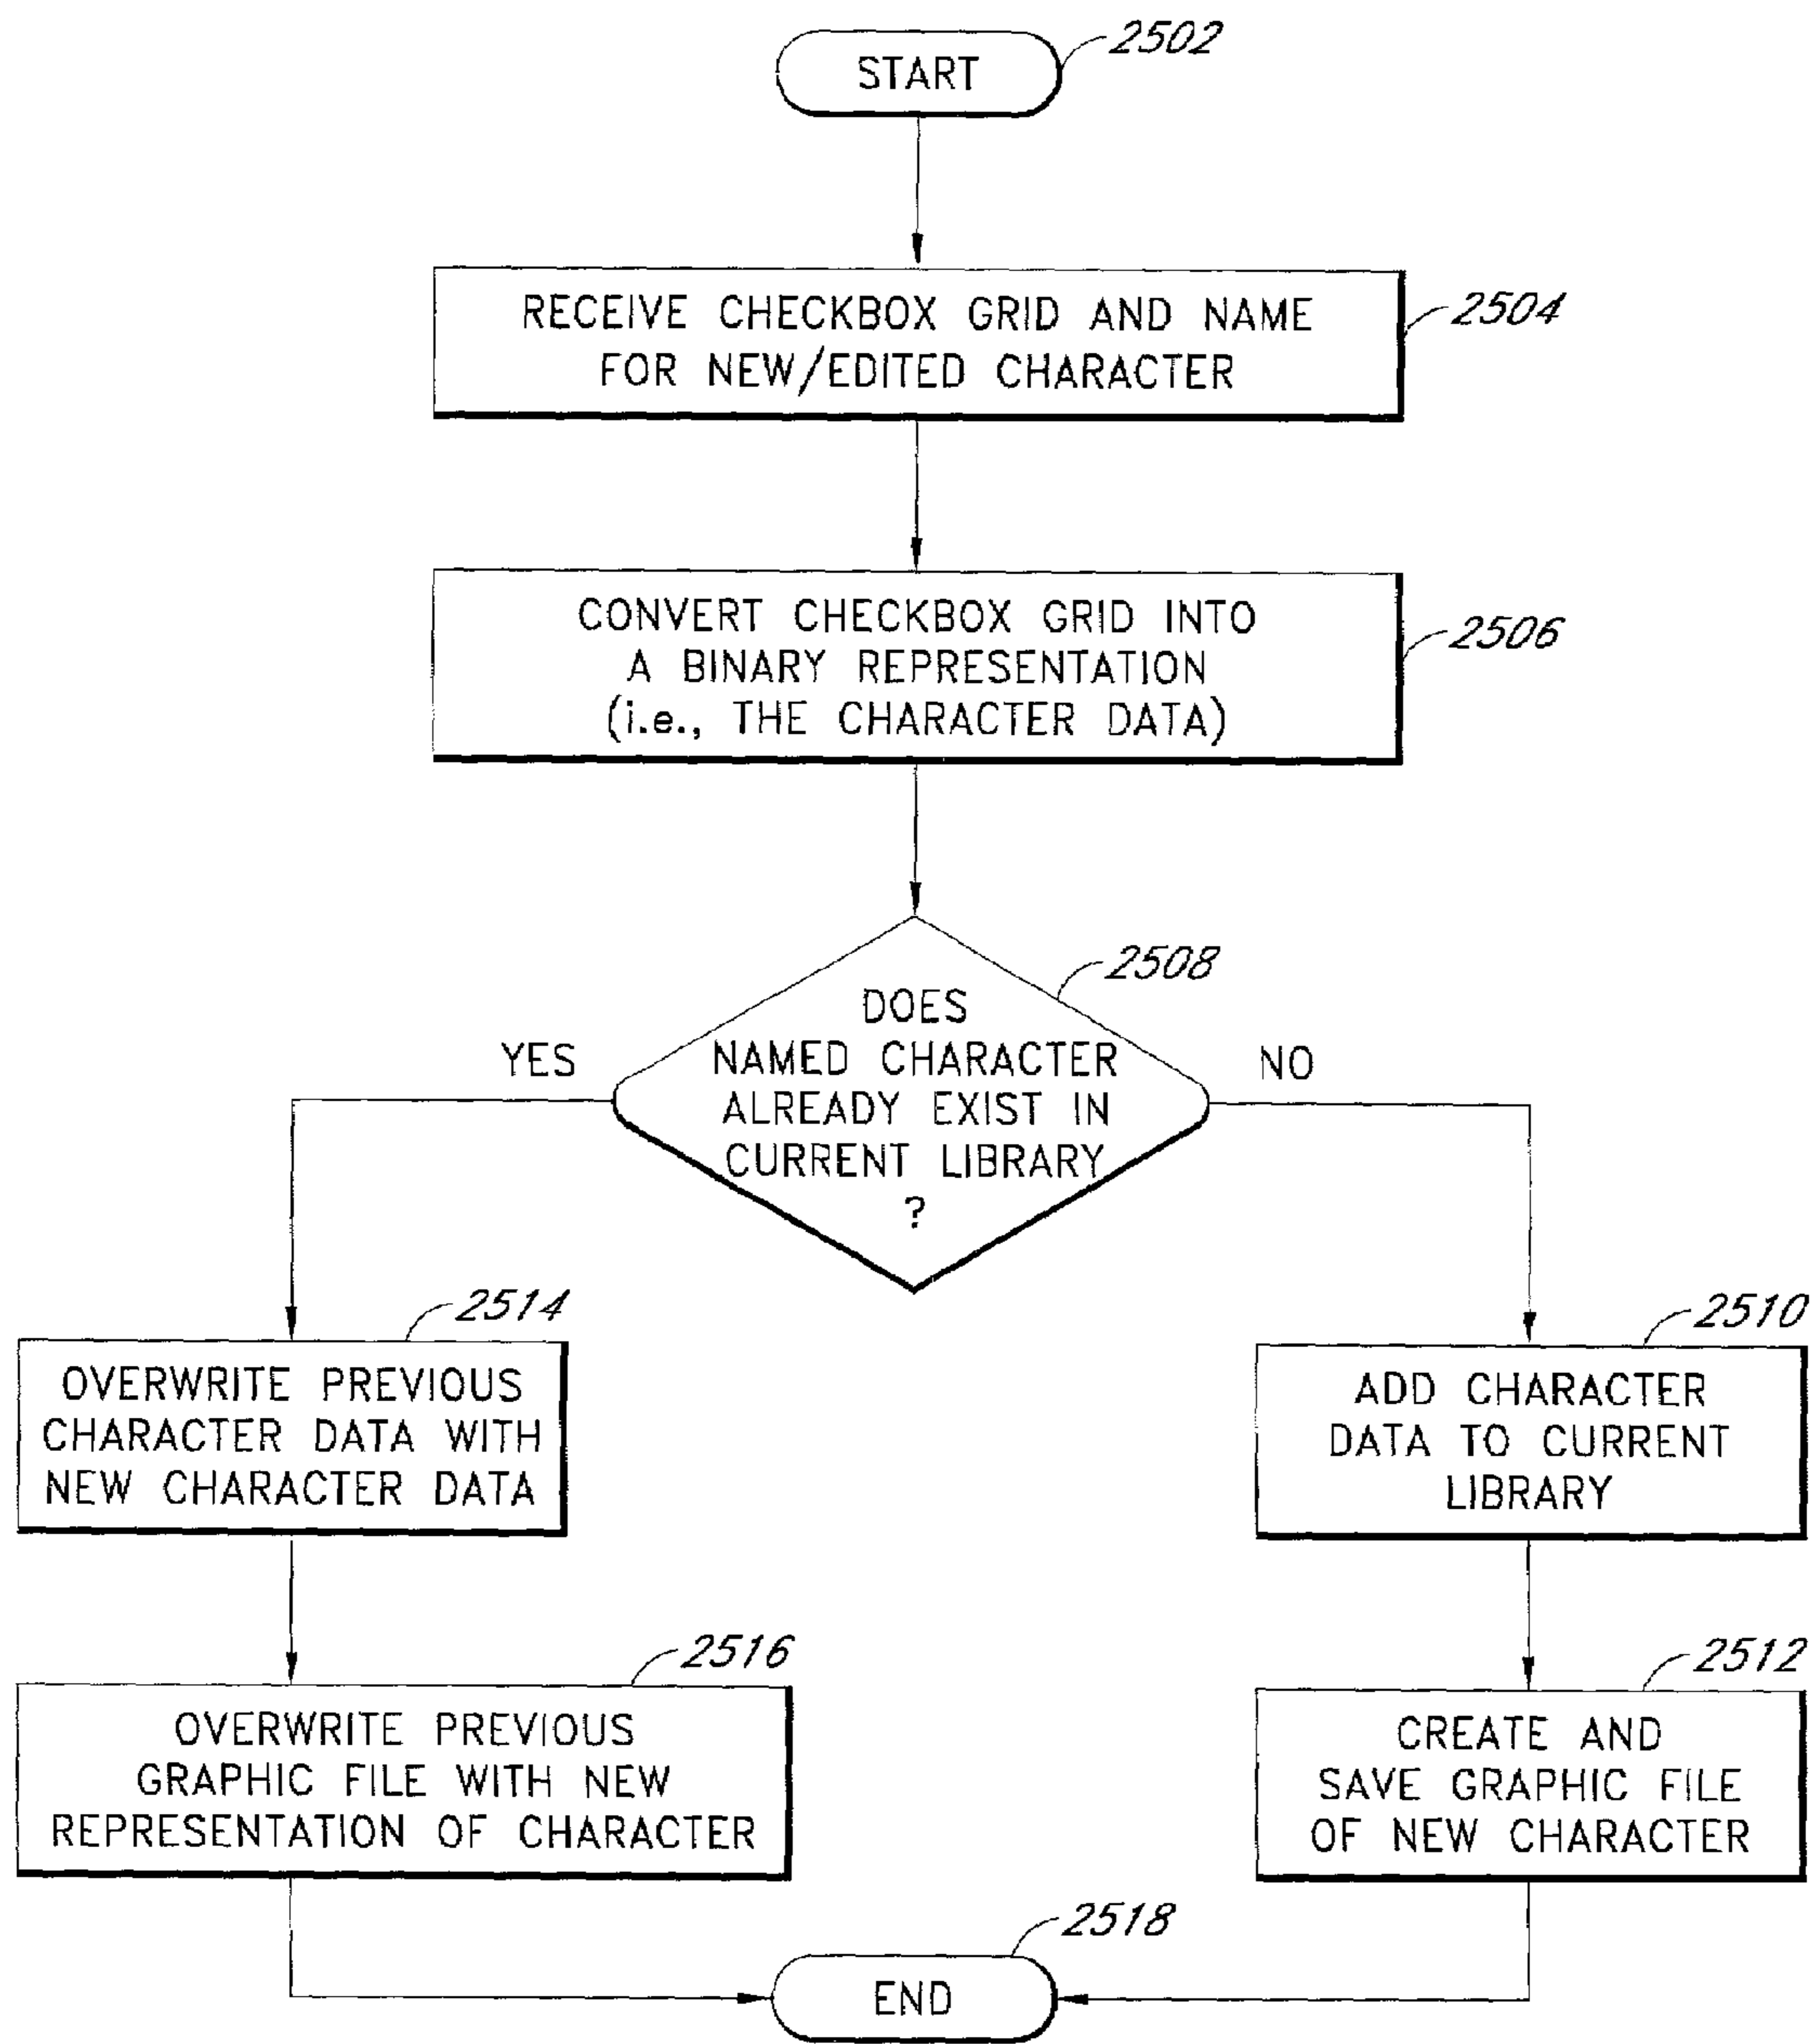 2502
START
2504
RECEIVE CHECKBOX GRID AND NAME
FOR NEW/EDITED CHARACTER
2506
CONVERT CHECKBOX GRID INTO
A BINARY REPRESENTATION
(i.e., THE CHARACTER DATA)
2508
DOES
NAMED CHARACTER
ALREADY EXIST IN
CURRENT LIBRARY
?
YES
NO
2514
OVERWRITE PREVIOUS
CHARACTER DATA WITH
NEW CHARACTER DATA
2510
ADD CHARACTER
DATA TO CURRENT
LIBRARY
2516
OVERWRITE PREVIOUS
GRAPHIC FILE WITH NEW
REPRESENTATION OF CHARACTER
2512
CREATE AND
SAVE GRAPHIC FILE
OF NEW CHARACTER
2518
END